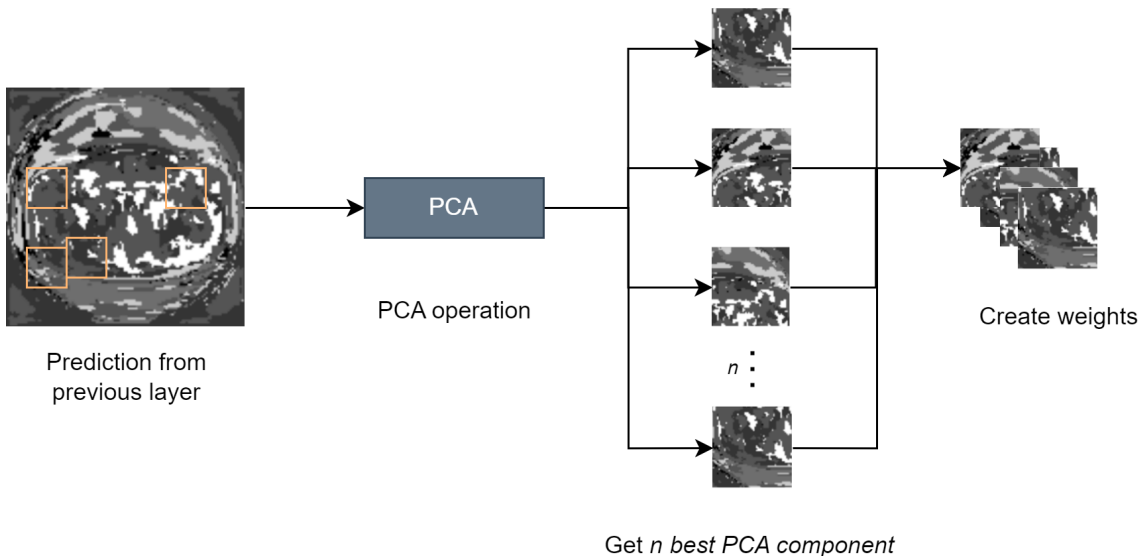 PCA
PCA operation
Prediction from
previous layer
n
Create weights
Get n best PCA component